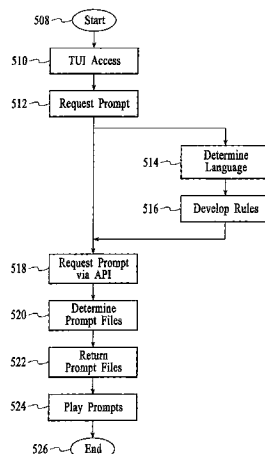 508 Start
510 TUI Access
512 Request Prompt
514 Determine
Language
516 Develop Rules
518 Request Prompt
via API
520 Determine
Prompt Files
522 Return
Prompt Files
524 Play Prompts
526 End